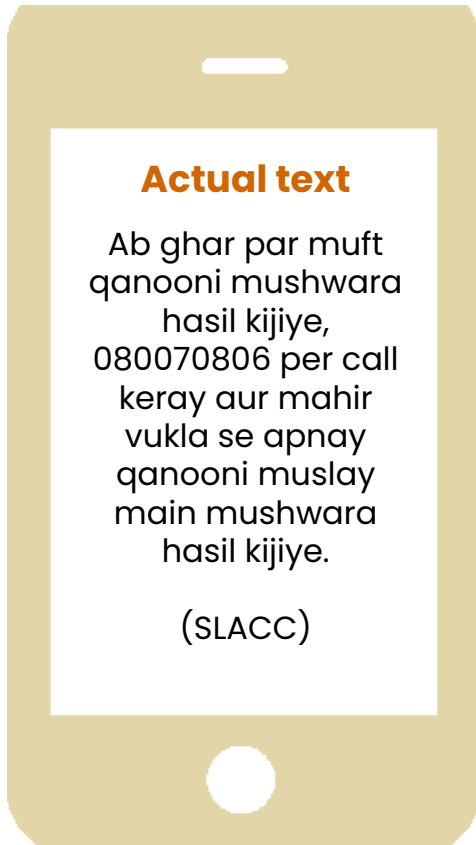 Actual text
Ab ghar par muft
qanooni mushwara
hasil kijiye,
080070806 per call
keray aur mahir
vukla se apnay
qanooni muslay
main mushwara
hasil kijiye.
(SLACC)